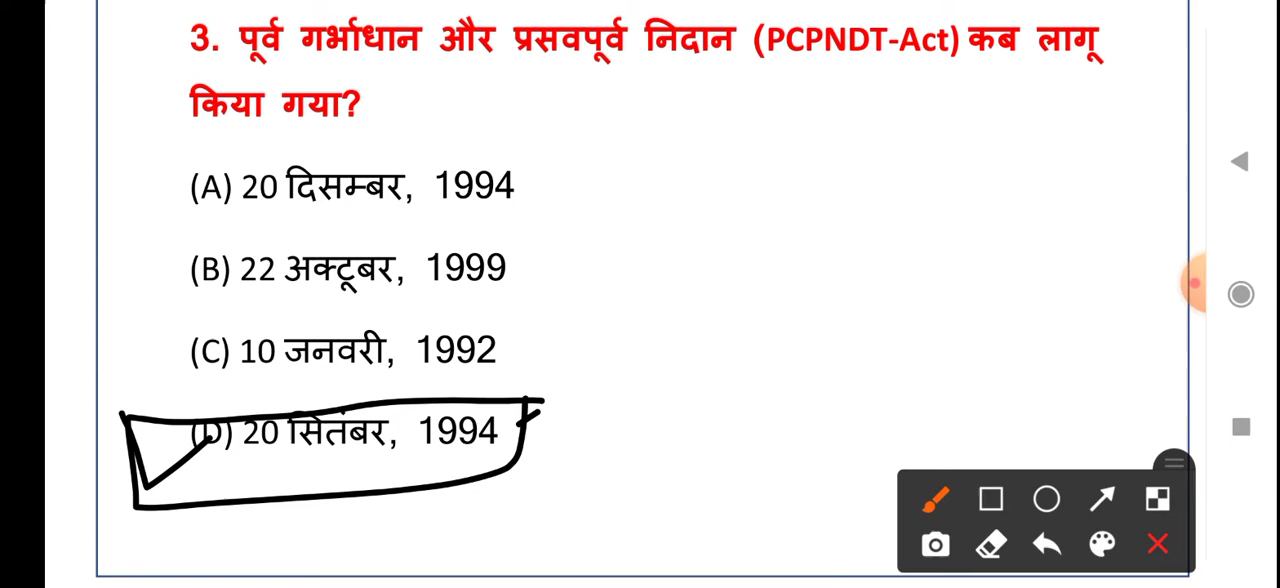 3. पूर्व गर्भाधान और प्रसवपूर्व निदान (PCPNDT-Act) कब लागू
किया गया?
(A) 20 दिसम्बर, 1994
(B) 22 अक्टूबर, 1999
(C) 10 जनवरी, 1992
(D) 20 सितंबर, 1994